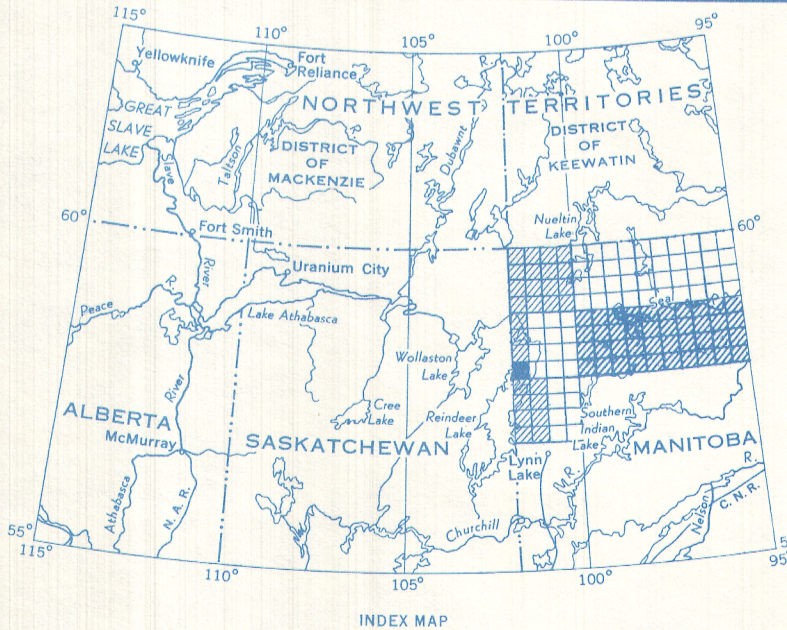 115°
110°
105°
100°
95°
Yellowknife
Fort
Reliance
R.
NORTHWEST TERRITORIES
GREAT
SLAVE
LAKE
Slave
Taltson
R.
DISTRICT
OF
MACKENZIE
Dubawnt
DISTRICT
OF
KEEWATIN
60°
Nueltin
Lake
60°
Fort Smith
River
Uranium City
Seal
R.
Peace
R.
Lake Athabasca
Wollaston
Lake
River
Cree
Lake
Reindeer
Lake
Southern
Indian
Lake
ALBERTA
McMurray
SASKATCHEWAN
MANITOBA
Lynn
Lake
R.
Athabasca
N.A.R.
Churchill
Nelson
R.
C.N.R.
55°
115°
110°
105°
100°
95°
INDEX MAP